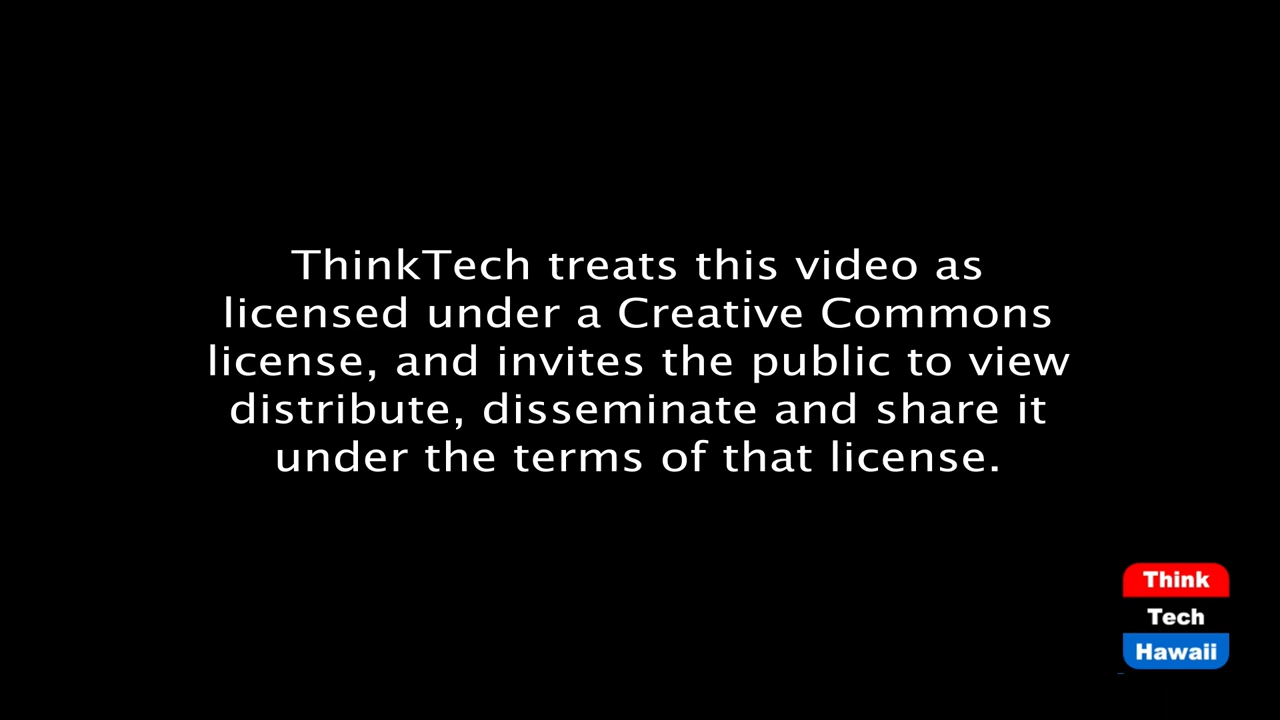 ThinkTech treats this video as
licensed under a Creative Commons
license, and invites the public to view
distribute, disseminate and share it
under the terms of that license.
Think
Tech
Hawaii